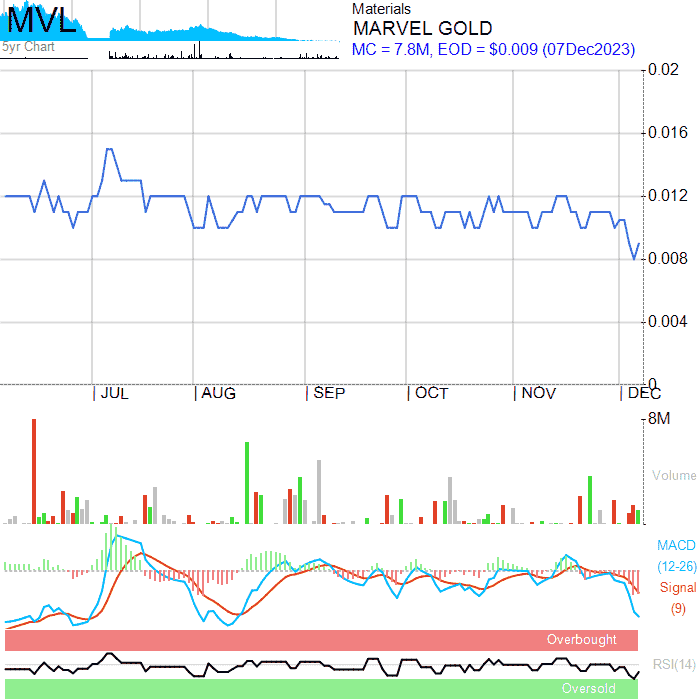 MVL
5yr Chart
Materials
MARVEL GOLD
MC = 7.8M, EOD = $0.009 (07Dec2023)
0.02
0.016
0.012
0.008
0.004
0
JUL AUG SEP OCT NOV DEC
8M
Volume
MACD
(12-26)
Signal
(9)
Overbought
RSI(14)
Oversold